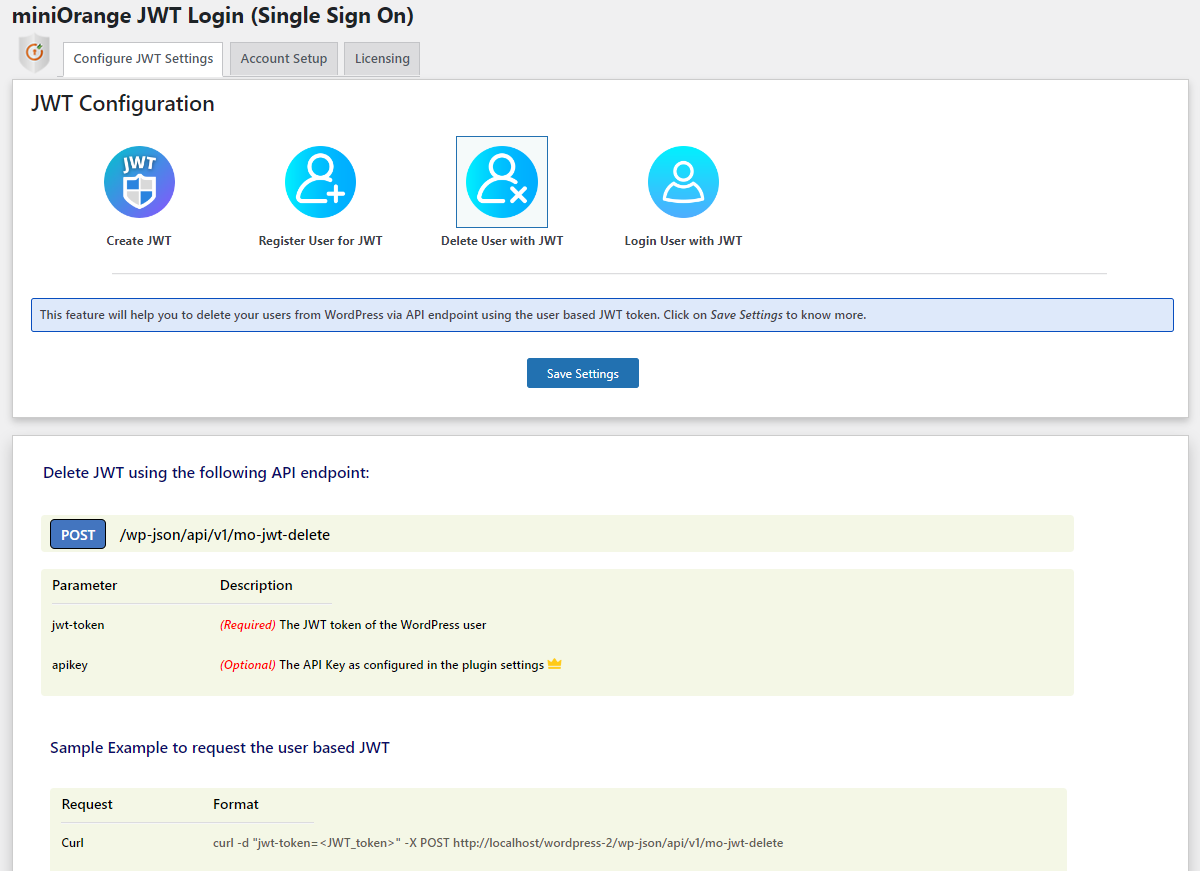 miniOrange JWT Login (Single Sign On)
Configure JWT Settings
Account Setup
Licensing
JWT Configuration
JWT
Create JWT
Register User for JWT
Delete User with JWT
Login User with JWT
This feature will help you to delete your users from WordPress via API endpoint using the user based JWT token. Click on Save Settings to know more.
Save Settings
Delete JWT using the following API endpoint:
POST /wp-json/api/v1/mo-jwt-delete
Parameter Description
jwt-token (Required) The JWT token of the WordPress user
apikey (Optional) The API Key as configured in the plugin settings
Sample Example to request the user based JWT
Request Format
Curl curl -d "jwt-token=<JWT_token>" -X POST http://localhost/wordpress-2/wp-json/api/v1/mo-jwt-delete